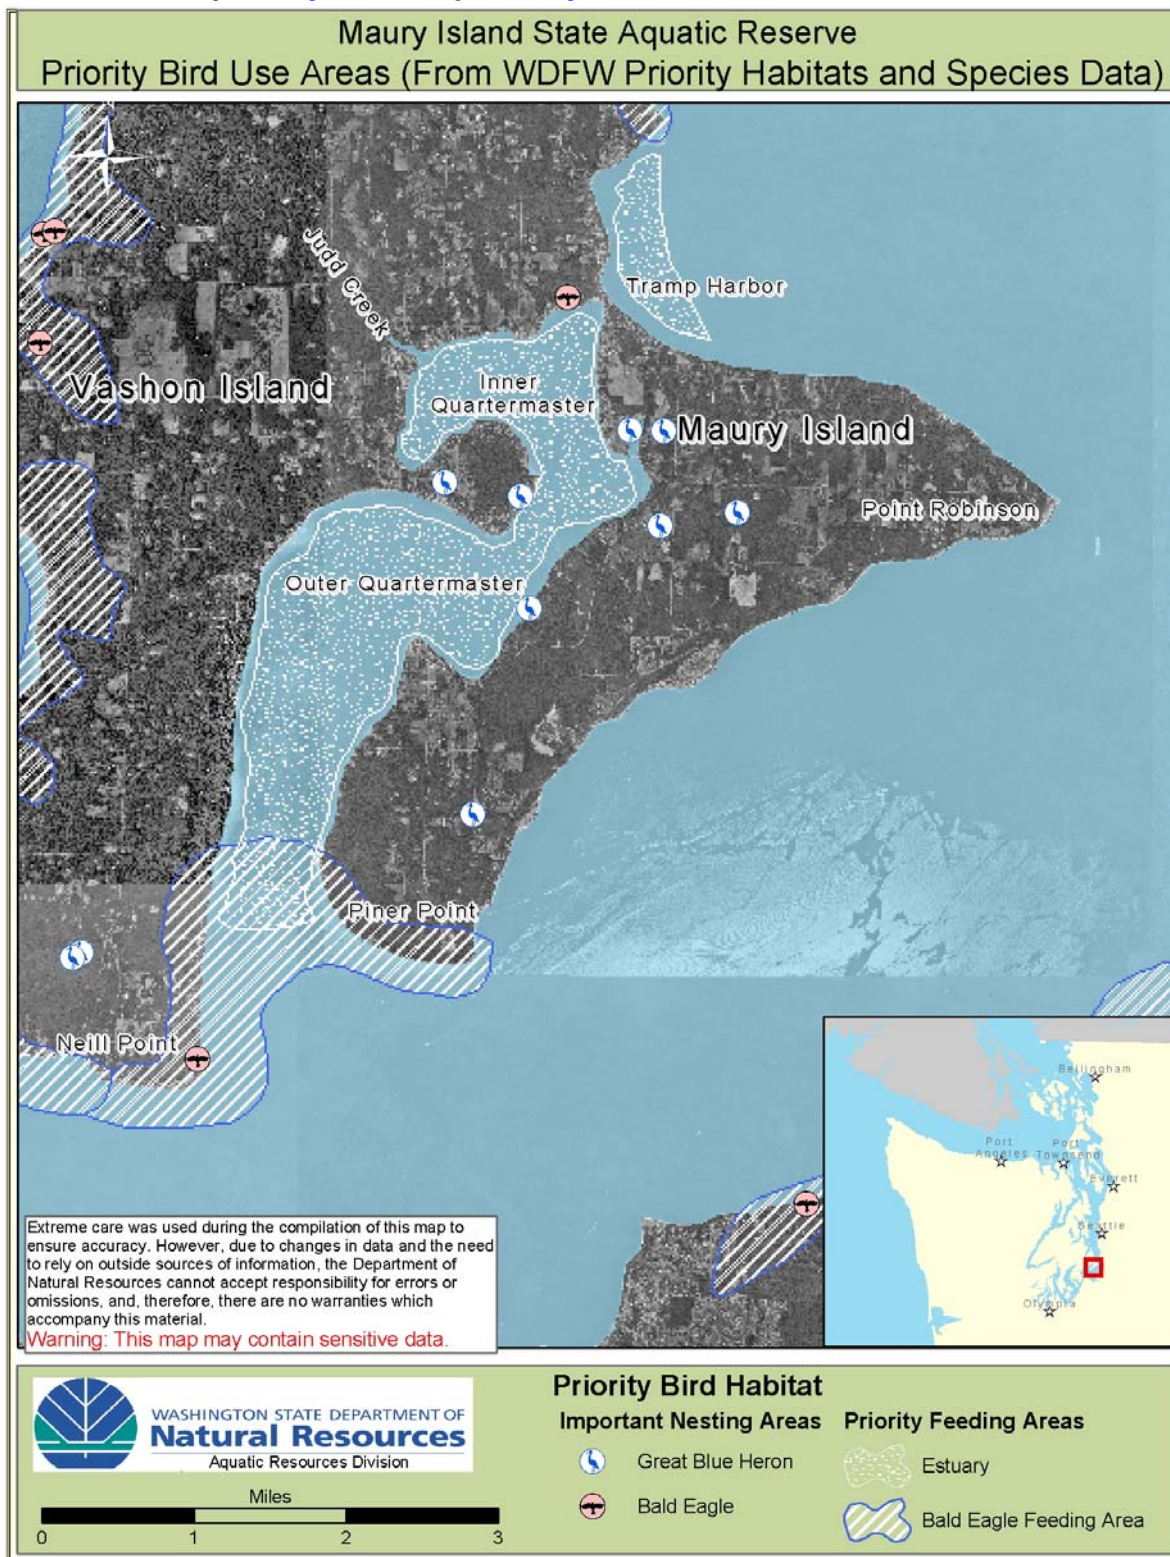 Maury Island State Aquatic Reserve
Priority Bird Use Areas (From WDFW Priority Habitats and Species Data)
Judd Creek
Tramp Harbor
Vashon Island
Inner
Quartermaster
Maury Island
Point Robinson
Outer Quartermaster
Piner Point
Neill Point
Bellingham
Port
Angeles
Port
Townsend
Everett
Seattle
Olympia
Extreme care was used during the compilation of this map to
ensure accuracy. However, due to changes in data and the need
to rely on outside sources of information, the Department of
Natural Resources cannot accept responsibility for errors or
omissions, and, therefore, there are no warranties which
accompany this material.
Warning: This map may contain sensitive data.
WASHINGTON STATE DEPARTMENT OF
Natural Resources
Aquatic Resources Division
Miles
0 1 2 3
Priority Bird Habitat
Important Nesting Areas
Great Blue Heron
Bald Eagle
Priority Feeding Areas
Estuary
Bald Eagle Feeding Area